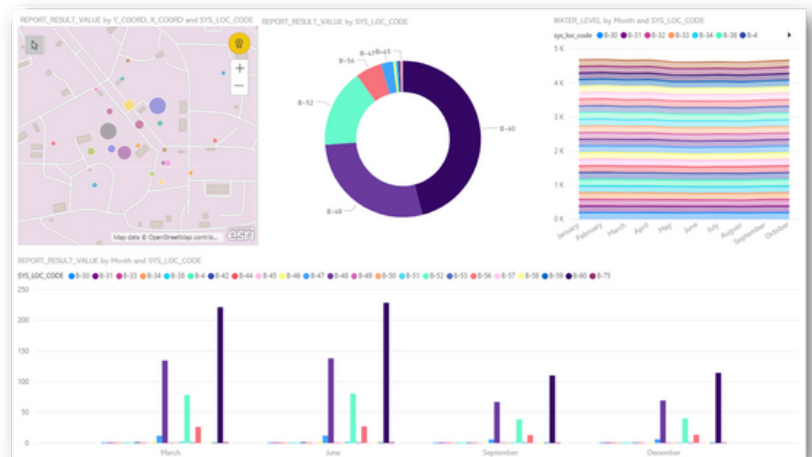 REPORT_RESULT_VALUE by Y_COORD, X_COORD and SYS_LOC_CODE
+
−
Map data © OpenStreetMap contrib...
esri
REPORT_RESULT_VALUE by SYS_LOC_CODE
B-47
B-45
B-56
B-52
B-60
B-48
WATER_LEVEL by Month and SYS_LOC_CODE
sys_loc_code B-30 B-31 B-32 B-33 B-34 B-38 B-4
5 K
4 K
3 K
2 K
1 K
0 K
January
February
March
April
May
June
July
August
September
October
REPORT_RESULT_VALUE by Month and SYS_LOC_CODE
SYS_LOC_CODE B-30 B-31 B-33 B-34 B-38 B-4 B-42 B-44 B-45 B-46 B-47 B-48 B-49 B-50 B-51 B-52 B-53 B-56 B-57 B-58 B-59 B-60 B-75
250
200
150
100
50
0
March
June
September
December